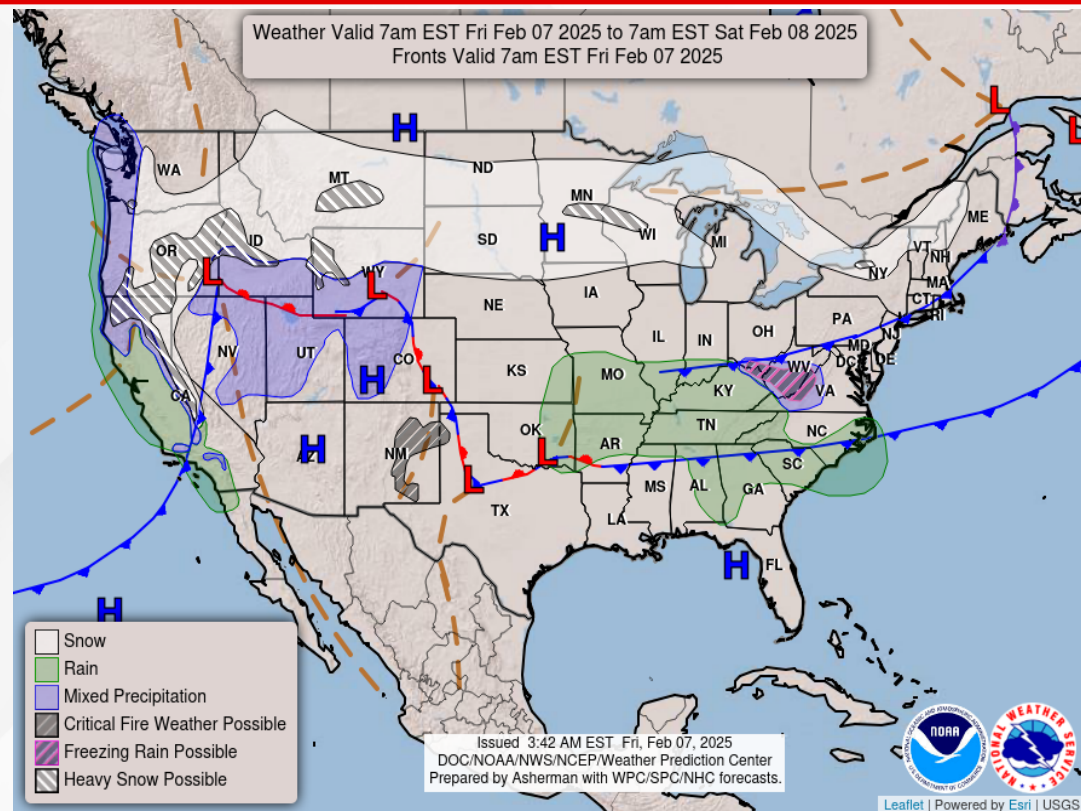 Weather Valid 7am EST Fri Feb 07 2025 to 7am EST Sat Feb 08 2025
Fronts Valid 7am EST Fri Feb 07 2025
L
L
H
WA
MT
ND
MN
ME
OR
ID
SD
H
WI
MI
VT
NH
L
WY
L
NY
MA
CT
RI
NE
IA
PA
NJ
IL
IN
OH
MD
DE
DC
NV
UT
CO
H
L
KS
MO
WV
KY
VA
CA
H
AZ
NM
OK
L
AR
TN
NC
SC
L
TX
MS
AL
GA
LA
H
FL
H
Snow
Rain
Mixed Precipitation
Critical Fire Weather Possible
Freezing Rain Possible
Heavy Snow Possible
Issued 3:42 AM EST Fri, Feb 07, 2025
DOC/NOAA/NWS/NCEP/Weather Prediction Center
Prepared by Asherman with WPC/SPC/NHC forecasts.
NOAA
NATIONAL WEATHER SERVICE
Leaflet | Powered by Esri | USGS